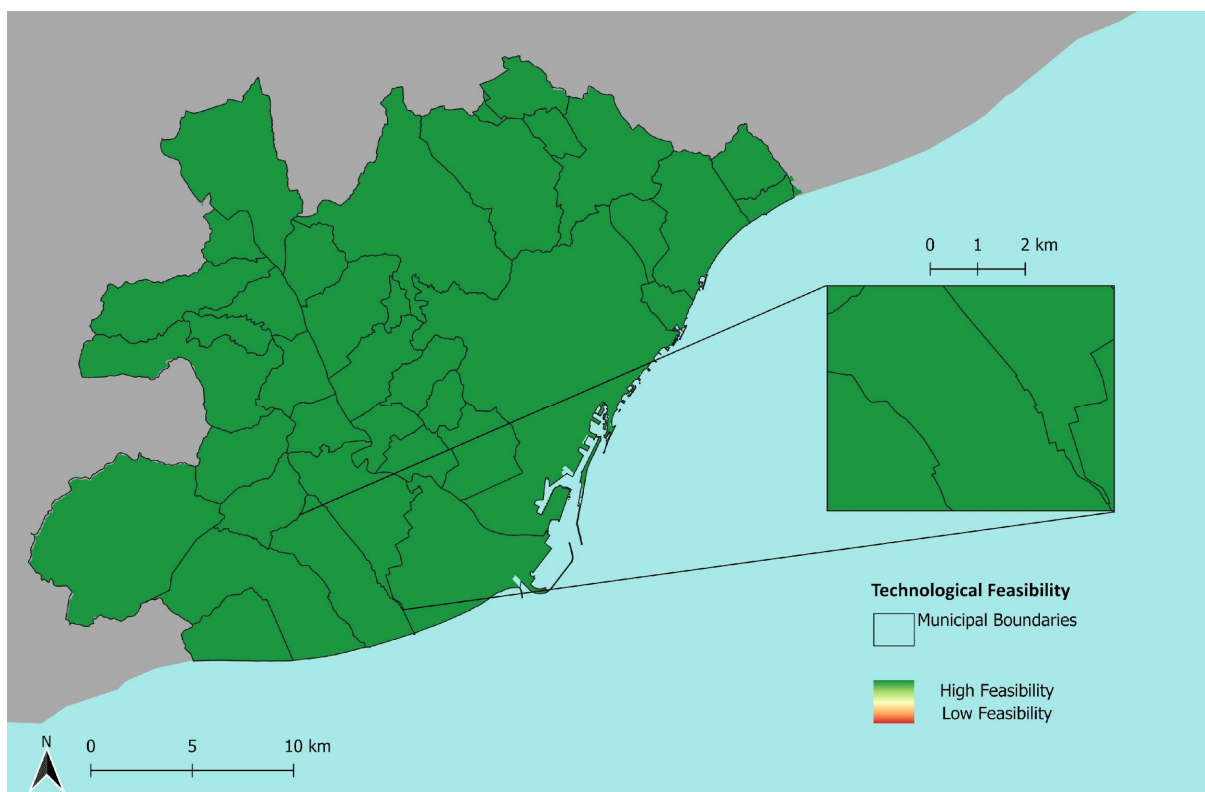 0 1 2 km
Technological Feasibility
Municipal Boundaries
High Feasibility
Low Feasibility
N
0 5 10 km